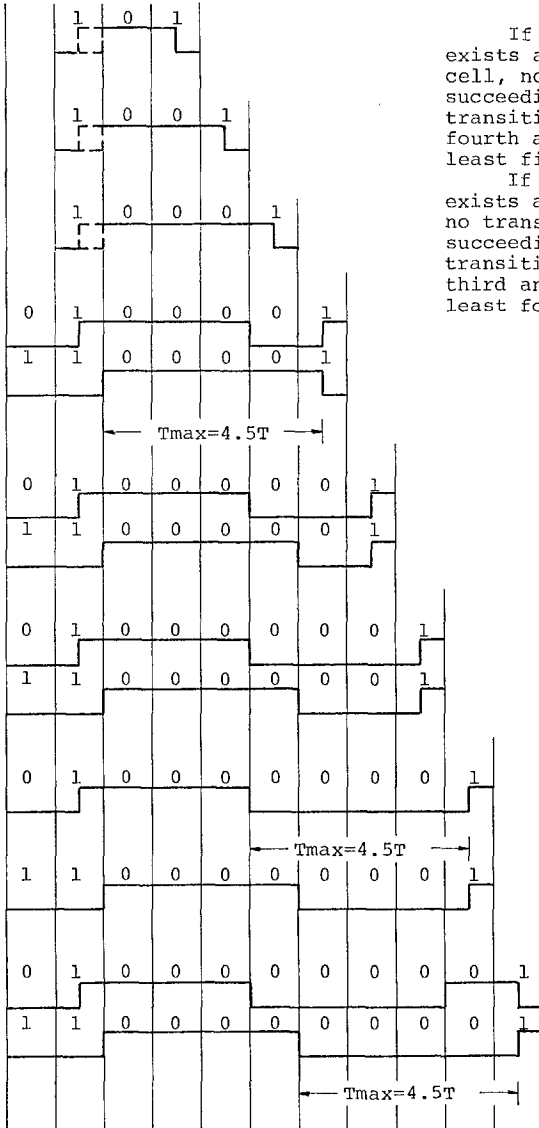 1 0 1
1 0 0 1
1 0 0 0 1
0 1 0 0 0 0 1
1 1 0 0 0 0 1
Tmax=4.5T
0 1 0 0 0 0 0 1
1 1 0 0 0 0 0 1
0 1 0 0 0 0 0 0 1
1 1 0 0 0 0 0 0 1
0 1 0 0 0 0 0 0 0 1
Tmax=4.5T
1 1 0 0 0 0 0 0 0 1
0 1 0 0 0 0 0 0 0 0 1
1 1 0 0 0 0 0 0 0 0 1
Tmax=4.5T
If
exists a
cell, no
succeedi
transiti
fourth a
least fi
If
exists a
no trans
succeedi
transiti
third an
least fo